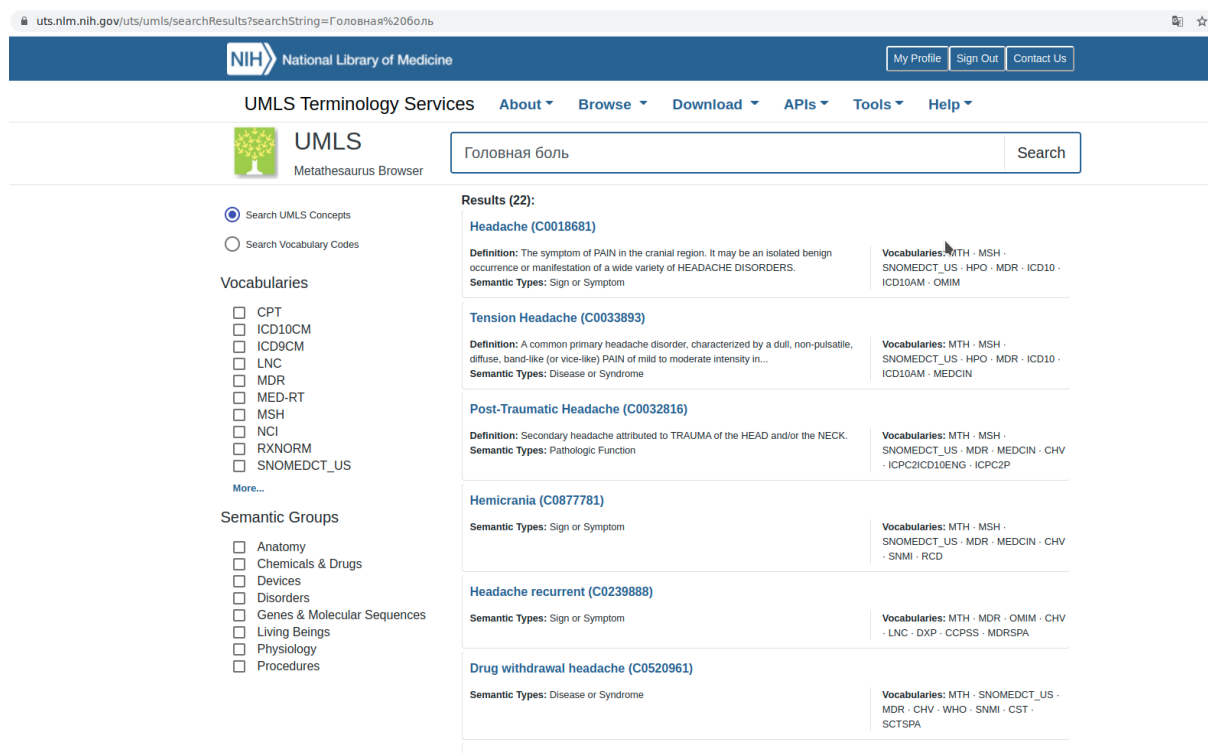 uts.nlm.nih.gov/uts/umls/searchResults?searchString=Головная%20боль
NIH National Library of Medicine
My Profile Sign Out Contact Us
UMLS Terminology Services About Browse Download APIs Tools Help
UMLS
Metathesaurus Browser
Головная боль Search
Search UMLS Concepts
Search Vocabulary Codes
Vocabularies
CPT
ICD10CM
ICD9CM
LNC
MDR
MED-RT
MSH
NCI
RXNORM
SNOMEDCT_US
More...
Semantic Groups
Anatomy
Chemicals & Drugs
Devices
Disorders
Genes & Molecular Sequences
Living Beings
Physiology
Procedures
Results (22):
Headache (C0018681)
Definition: The symptom of PAIN in the cranial region. It may be an isolated benign
occurrence or manifestation of a wide variety of HEADACHE DISORDERS.
Semantic Types: Sign or Symptom
Vocabularies: MTH · MSH ·
SNOMEDCT_US · HPO · MDR · ICD10 ·
ICD10AM · OMIM
Tension Headache (C0033893)
Definition: A common primary headache disorder, characterized by a dull, non-pulsatile,
diffuse, band-like (or vice-like) PAIN of mild to moderate intensity in...
Semantic Types: Disease or Syndrome
Vocabularies: MTH · MSH ·
SNOMEDCT_US · HPO · MDR · ICD10 ·
ICD10AM · MEDCIN
Post-Traumatic Headache (C0032816)
Definition: Secondary headache attributed to TRAUMA of the HEAD and/or the NECK.
Semantic Types: Pathologic Function
Vocabularies: MTH · MSH ·
SNOMEDCT_US · MDR · MEDCIN · CHV
· ICPC2ICD10ENG · ICPC2P
Hemicrania (C0877781)
Semantic Types: Sign or Symptom
Vocabularies: MTH · MSH ·
SNOMEDCT_US · MDR · MEDCIN · CHV
· SNMI · RCD
Headache recurrent (C0239888)
Semantic Types: Sign or Symptom
Vocabularies: MTH · MDR · OMIM · CHV
· LNC · DXP · CCPSS · MDRSPA
Drug withdrawal headache (C0520961)
Semantic Types: Disease or Syndrome
Vocabularies: MTH · SNOMEDCT_US ·
MDR · CHV · WHO · SNMI · CST ·
SCTSPA